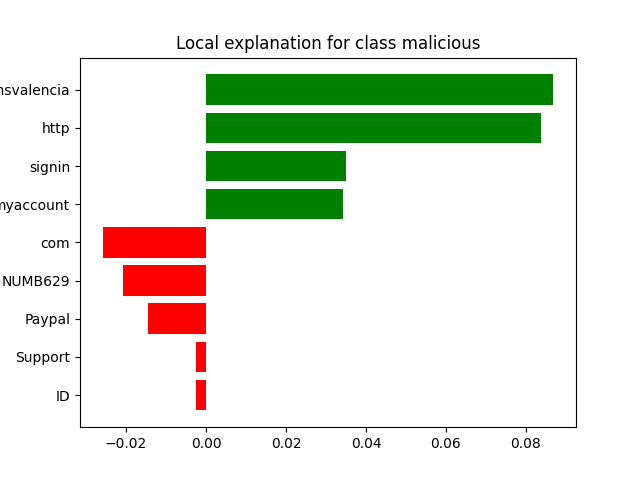 Local explanation for class malicious
nsvalencia
http
signin
myaccount
com
NUMB629
Paypal
Support
ID
−0.02 0.00 0.02 0.04 0.06 0.08